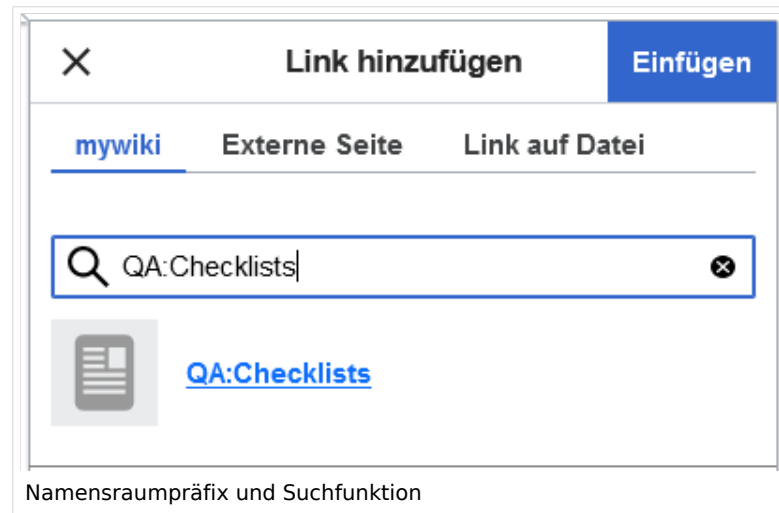 Link hinzufügen Einfügen
mywiki Externe Seite Link auf Datei
QA:Checklists
QA:Checklists
Namensraumpräfix und Suchfunktion